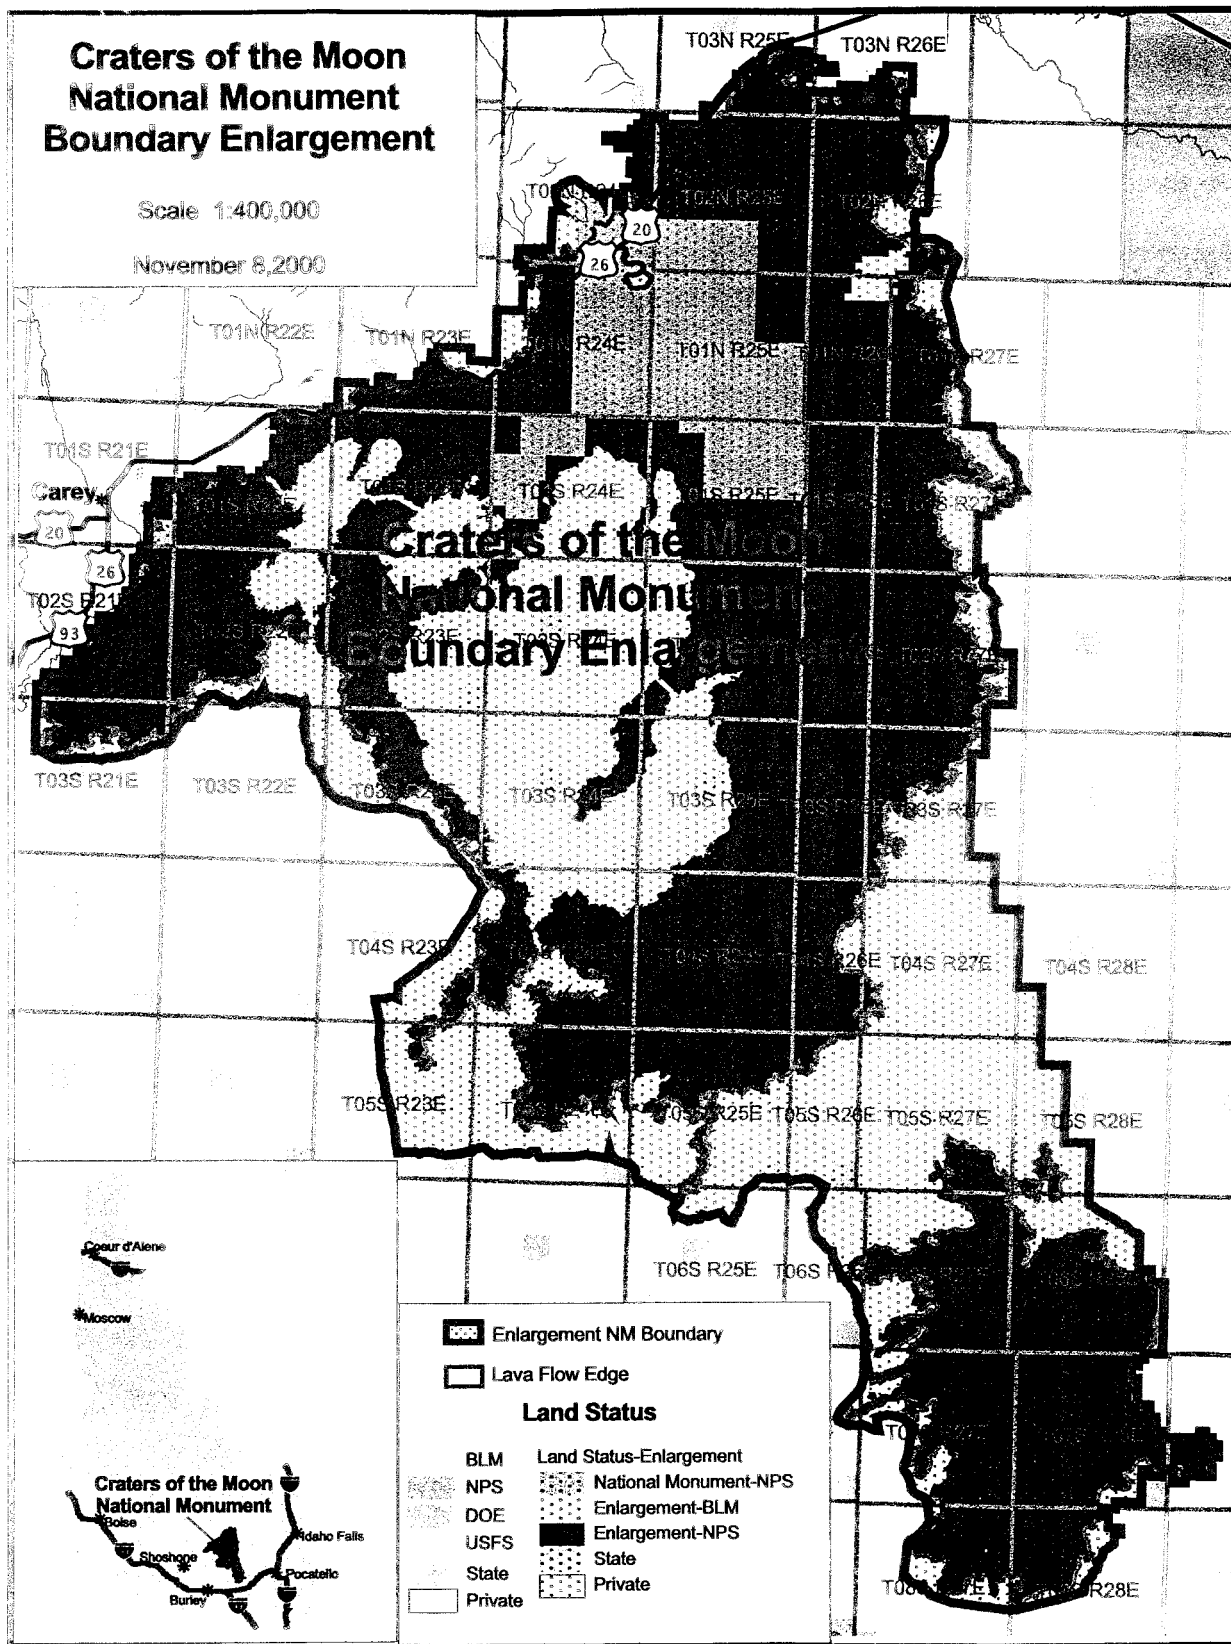 Craters of the Moon
National Monument
Boundary Enlargement
Scale 1:400,000
November 8,2000
T03N R25E
T03N R26E
T02N R25E
20
26
T01N R22E
T01N R23E
T01N R24E
T01N R25E
R27E
T01S R21E
Carey
20
26
93
T01S R24E
T01S R25E
Craters of the Moon
National Monument
Boundary Enlargement
T02S R21E
T03S R21E
T03S R22E
T03S R24E
T03S R25E
T03S R27E
T04S R23E
R26E
T04S R27E
T04S R28E
T05S R23E
T05S R25E
T05S R26E
T05S R27E
T05S R28E
T06S R25E
T06S
R28E
Coeur d'Alene
Moscow
Craters of the Moon
National Monument
Boise
Idaho Falls
Shoshone
Pocatello
Burley
Enlargement NM Boundary
Lava Flow Edge
Land Status
BLM
NPS
DOE
USFS
State
Private
Land Status-Enlargement
National Monument-NPS
Enlargement-BLM
Enlargement-NPS
State
Private